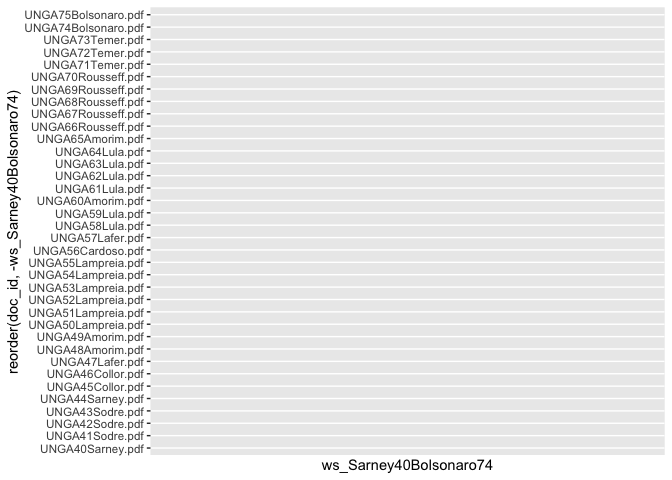 UNGA75Bolsonaro.pdf
UNGA74Bolsonaro.pdf
UNGA73Temer.pdf
UNGA72Temer.pdf
UNGA71Temer.pdf
UNGA70Rousseff.pdf
UNGA69Rousseff.pdf
UNGA68Rousseff.pdf
UNGA67Rousseff.pdf
UNGA66Rousseff.pdf
UNGA65Amorim.pdf
UNGA64Lula.pdf
UNGA63Lula.pdf
UNGA62Lula.pdf
UNGA61Lula.pdf
UNGA60Amorim.pdf
UNGA59Lula.pdf
UNGA58Lula.pdf
UNGA57Lafer.pdf
UNGA56Cardoso.pdf
UNGA55Lampreia.pdf
UNGA54Lampreia.pdf
UNGA53Lampreia.pdf
UNGA52Lampreia.pdf
UNGA51Lampreia.pdf
UNGA50Lampreia.pdf
UNGA49Amorim.pdf
UNGA48Amorim.pdf
UNGA47Lafer.pdf
UNGA46Collor.pdf
UNGA45Collor.pdf
UNGA44Sarney.pdf
UNGA43Sodre.pdf
UNGA42Sodre.pdf
UNGA41Sodre.pdf
UNGA40Sarney.pdf
reorder(doc_id, -ws_Sarney40Bolsonaro74)
ws_Sarney40Bolsonaro74